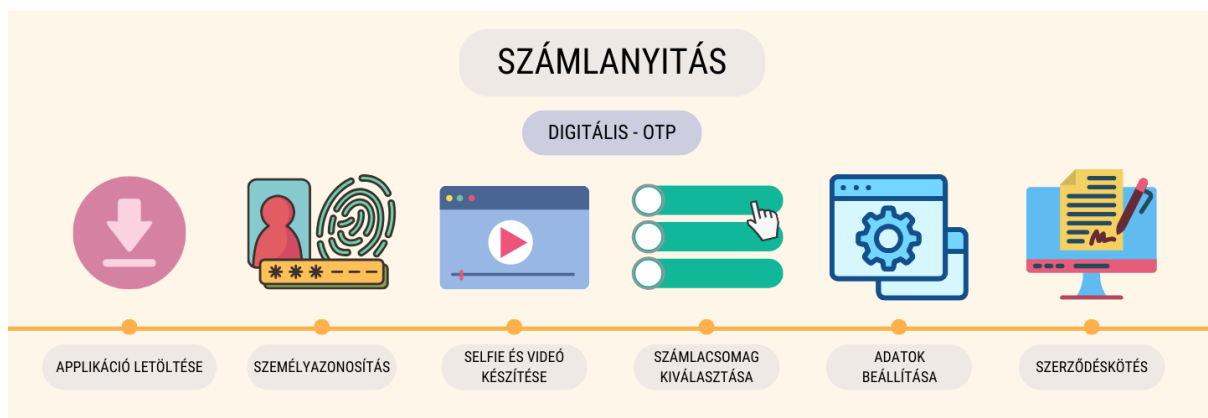 SZÁMLANYITÁS
DIGITÁLIS - OTP
APPLIKÁCIÓ LETÖLTÉSE
SZEMÉLYAZONOSÍTÁS
SELFIE ÉS VIDEÓ
KÉSZÍTÉSE
SZÁMLACSOMAG
KIVÁLASZTÁSA
ADATOK
BEÁLLÍTÁSA
SZERZŐDÉSKÖTÉS